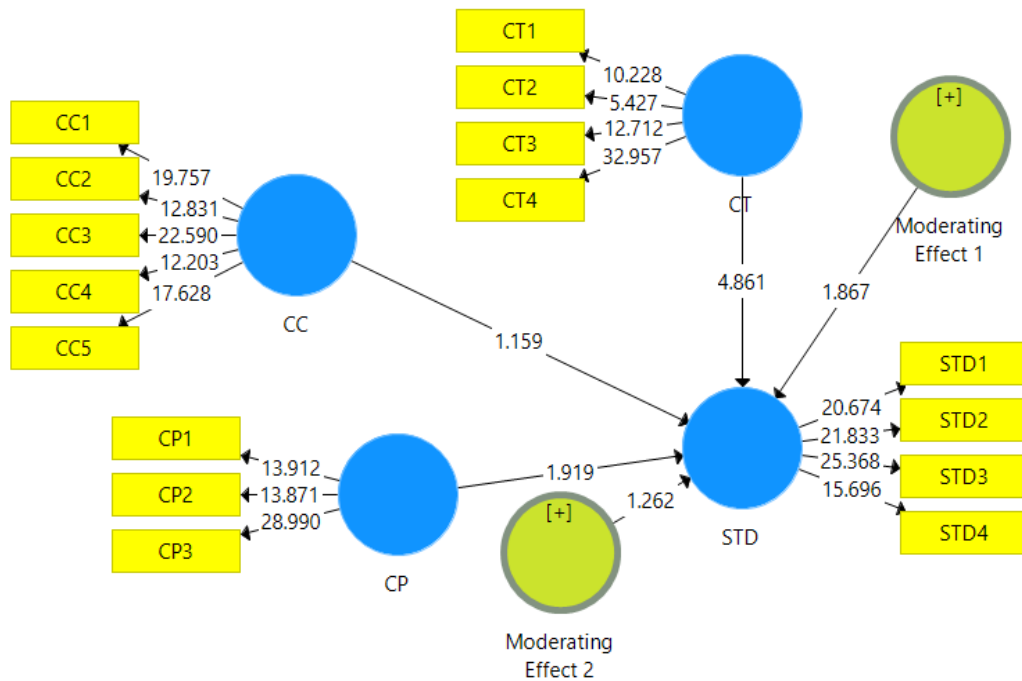 CT1
CT2
CT3
CT4
10.228
5.427
12.712
32.957
CT
[+]
Moderating
Effect 1
CC1
CC2
CC3
CC4
CC5
19.757
12.831
22.590
12.203
17.628
CC
1.159
4.861
1.867
CP1
CP2
CP3
13.912
13.871
28.990
CP
1.919
1.262
[+]
Moderating
Effect 2
STD
20.674
21.833
25.368
15.696
STD1
STD2
STD3
STD4